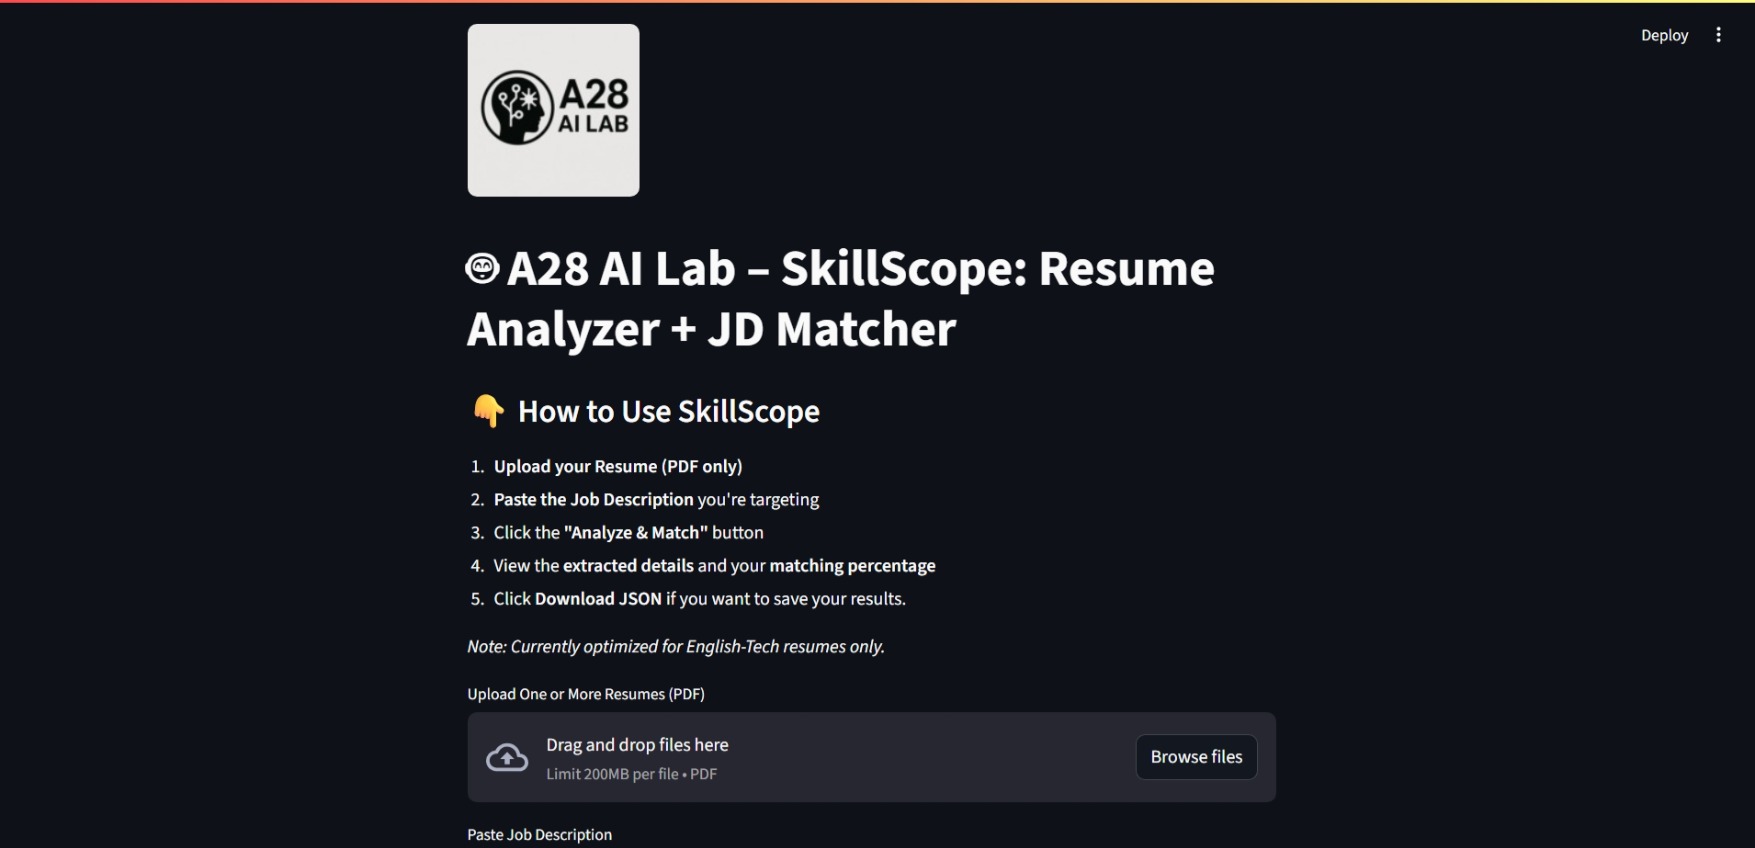 Deploy
A28
AI LAB
A28 AI Lab – SkillScope: Resume
Analyzer + JD Matcher
👇 How to Use SkillScope
1. Upload your Resume (PDF only)
2. Paste the Job Description you're targeting
3. Click the "Analyze & Match" button
4. View the extracted details and your matching percentage
5. Click Download JSON if you want to save your results.
Note: Currently optimized for English-Tech resumes only.
Upload One or More Resumes (PDF)
Drag and drop files here
Limit 200MB per file • PDF
Browse files
Paste Job Description